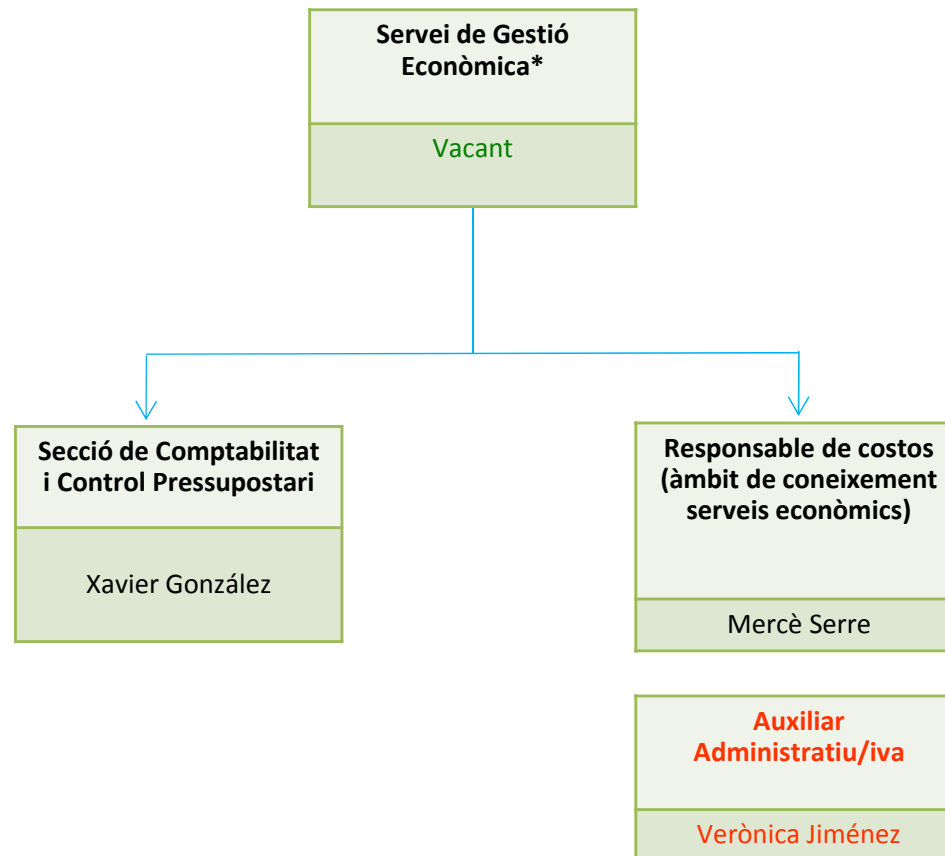 Servei de Gestió
Econòmica*
Vacant
Secció de Comptabilitat
i Control Pressupostari
Xavier González
Responsable de costos
(àmbit de coneixement
serveis econòmics)
Mercè Serre
Auxiliar
Administratiu/iva
Verònica Jiménez